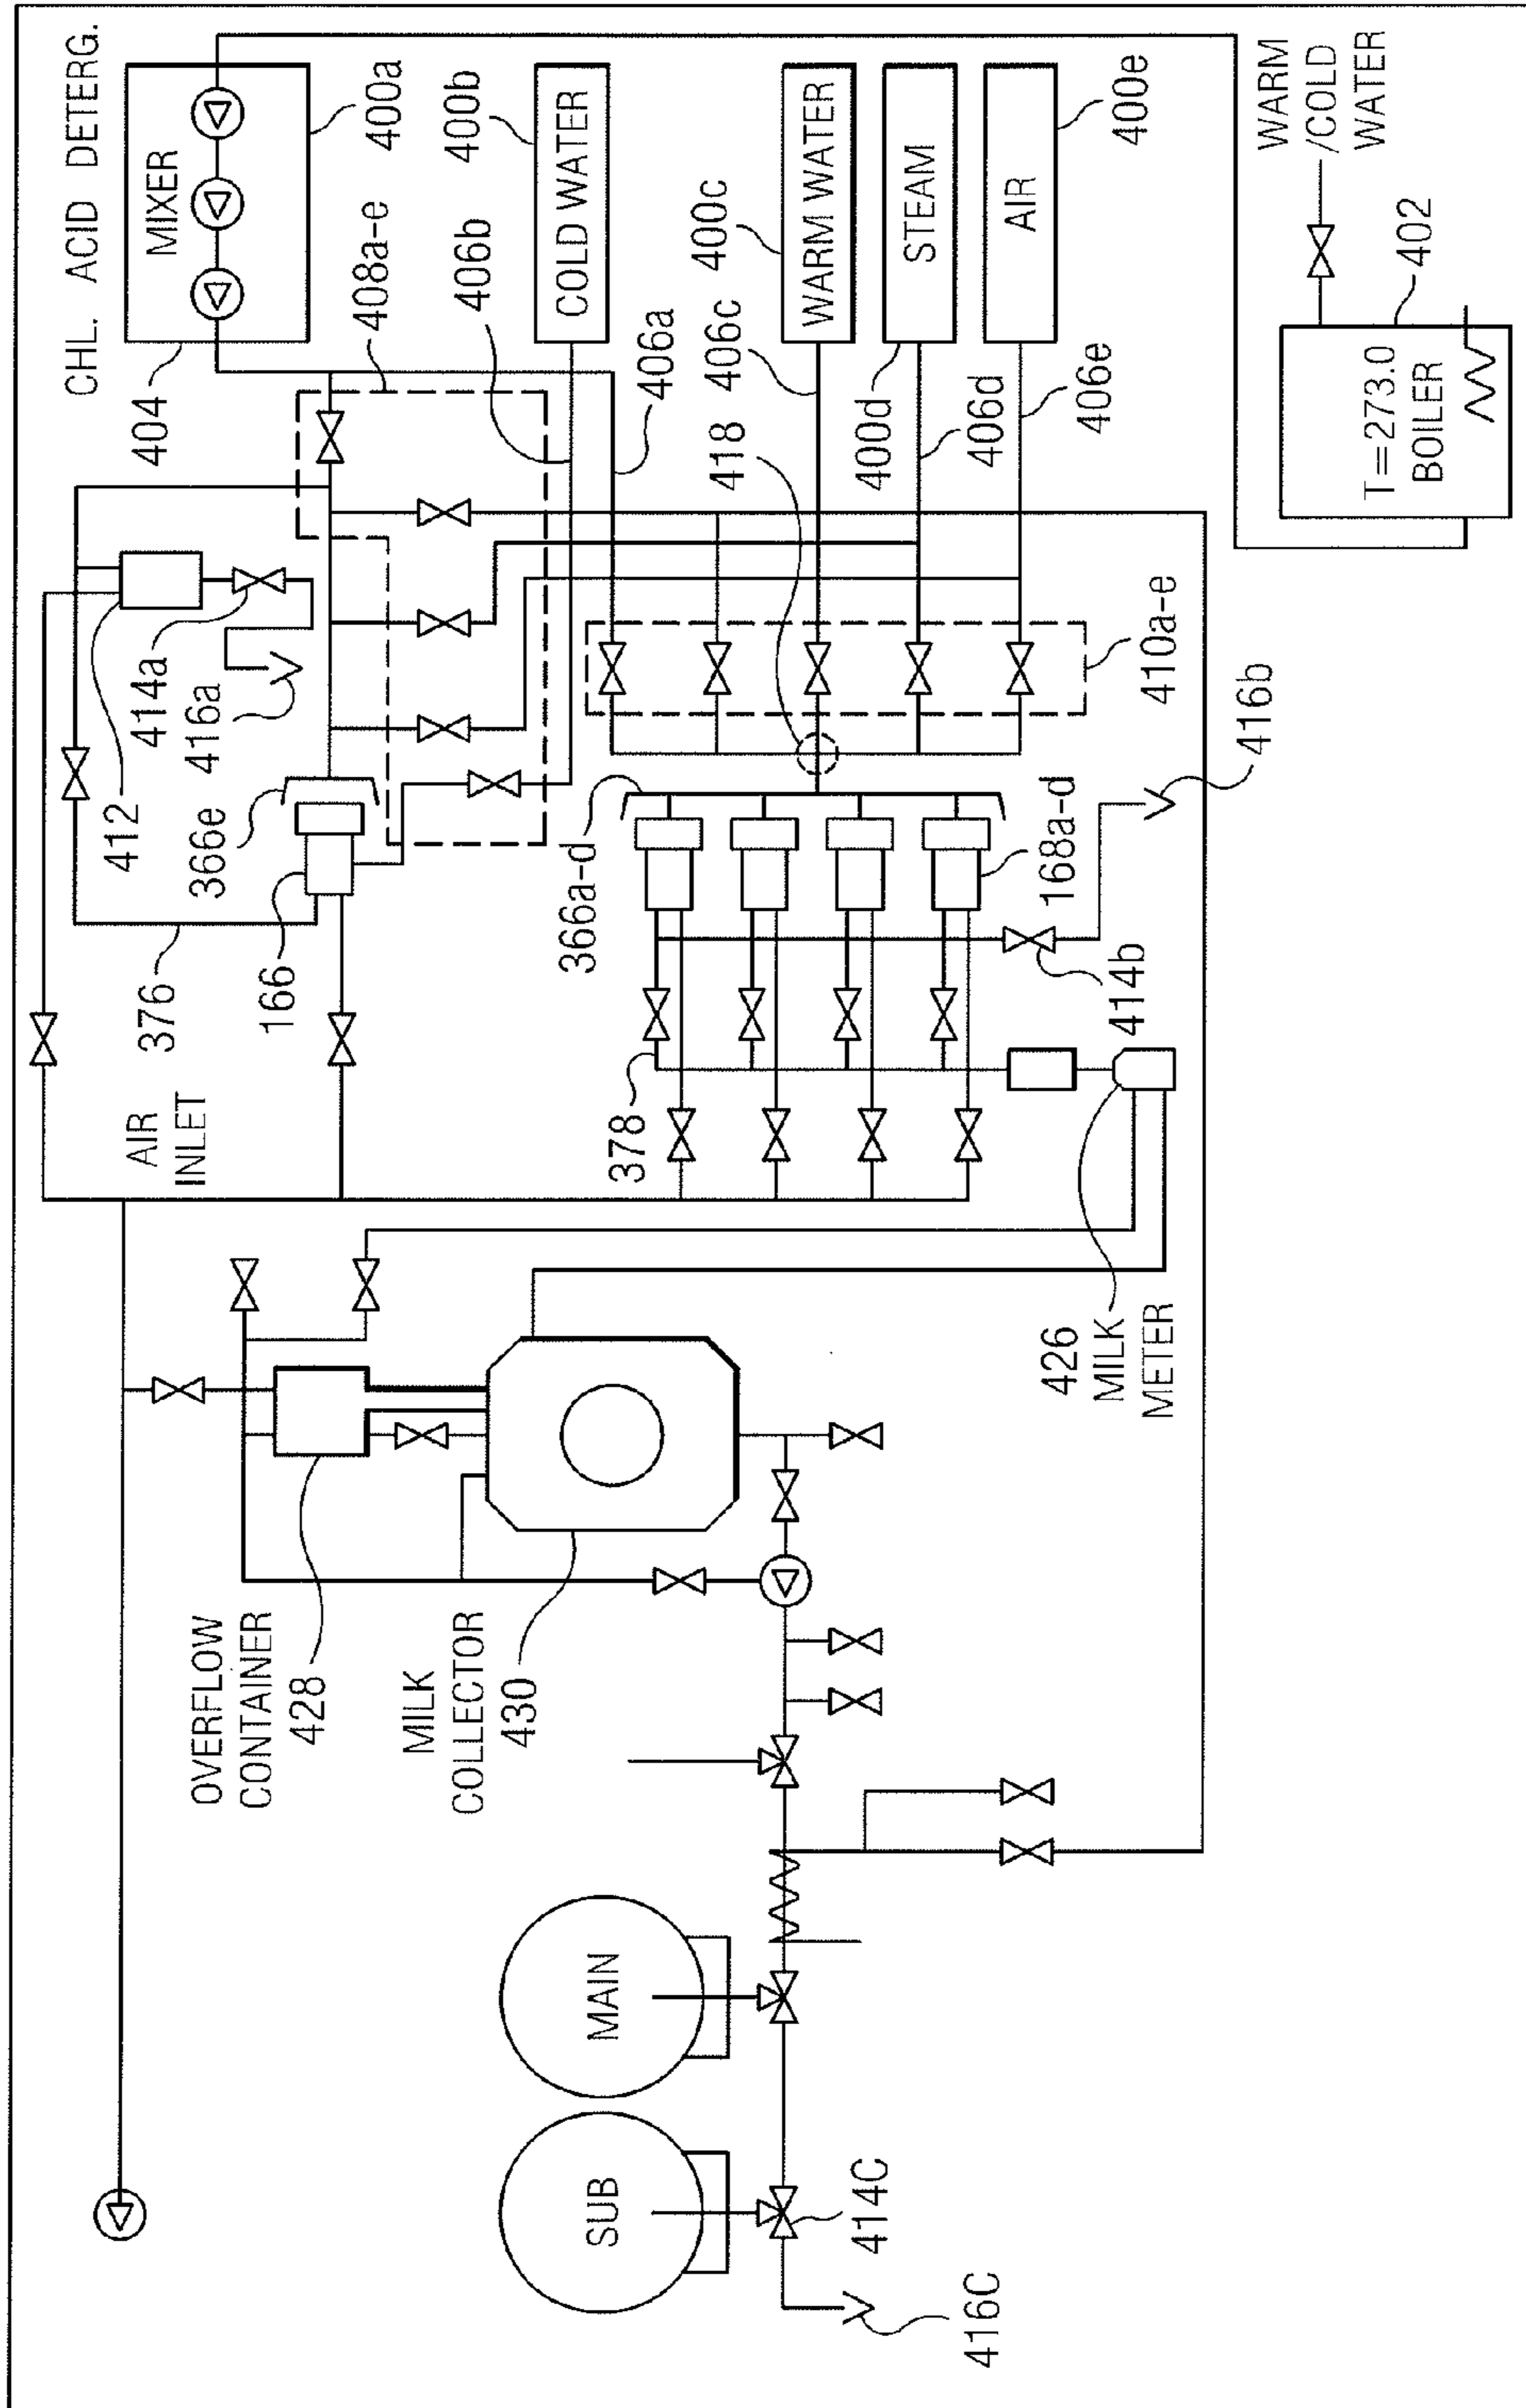 CHL. ACID DETERG.
MIXER
404
400a
400b
COLD WATER
408a-e
406b
406a
400c
WARM WATER
406c
418
400d
STEAM
406d
400e
AIR
406e
410a-e
WARM
/COLD
WATER
402
T=273.0
BOILER
412
414a
416a
366e
166
376
AIR
INLET
366a-d
168a-d
416b
414b
378
426
MILK
METER
OVERFLOW
CONTAINER
428
MILK
COLLECTOR
430
MAIN
SUB
414C
416C